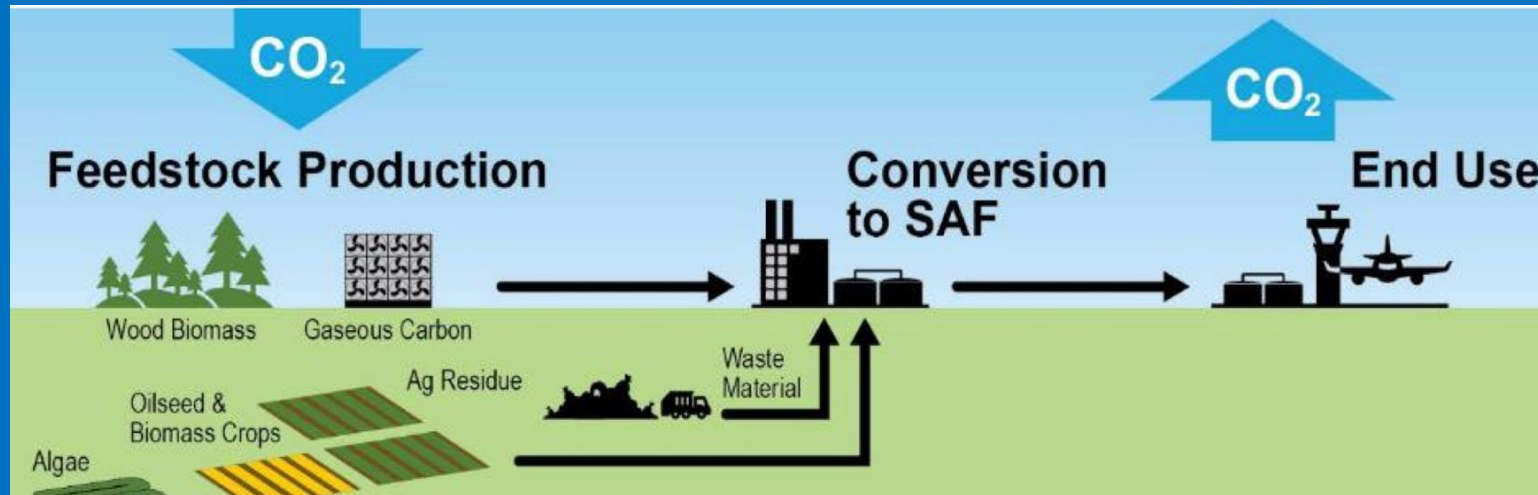 CO₂
CO₂
Feedstock Production
Conversion
to SAF
End Use
Wood Biomass
Gaseous Carbon
Ag Residue
Waste
Material
Oilseed &
Biomass Crops
Algae